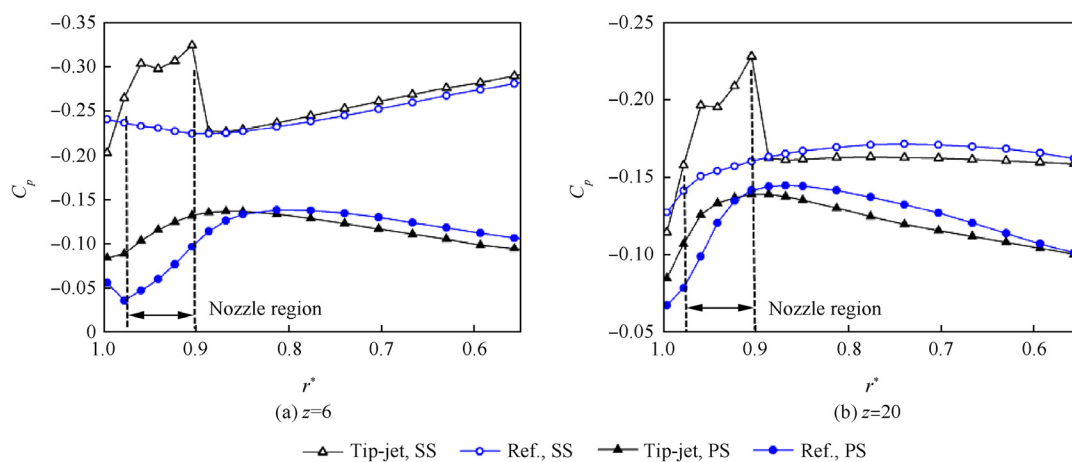 −0.35
−0.30
−0.25
−0.20
−0.15
−0.10
−0.05
0
Cp
Nozzle region
1.0 0.9 0.8 0.7 0.6
r*
(a) z=6
−0.25
−0.20
−0.15
−0.10
−0.05
Cp
Nozzle region
1.0 0.9 0.8 0.7 0.6
r*
(b) z=20
Tip-jet, SS Ref., SS Tip-jet, PS Ref., PS